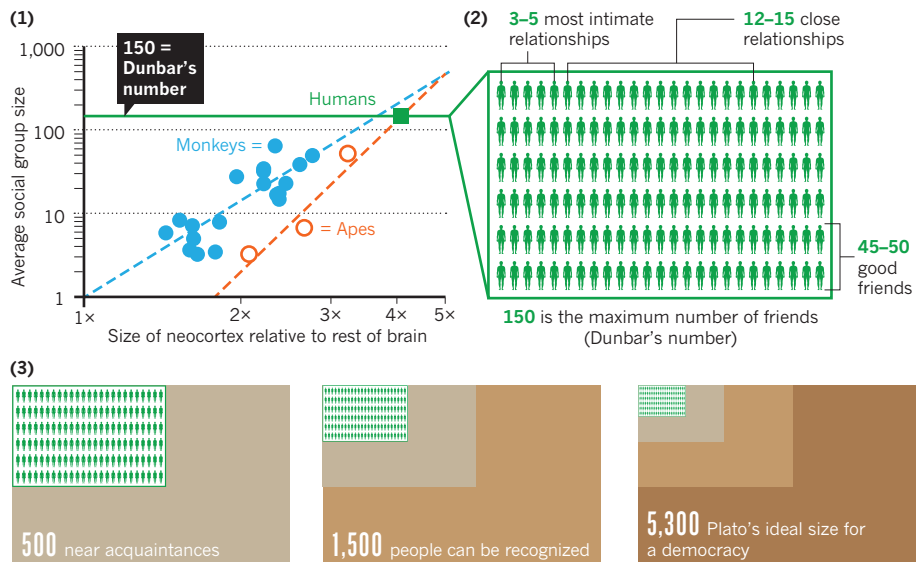 (1)
1,000
100
10
1
Average social group size
150 =
Dunbar's
number
Humans
Monkeys =
= Apes
1×
2×
3×
4×
5×
Size of neocortex relative to rest of brain
(2)
3–5 most intimate
relationships
12–15 close
relationships
45–50
good
friends
150 is the maximum number of friends
(Dunbar's number)
(3)
500 near acquaintances
1,500 people can be recognized
5,300 Plato's ideal size for
a democracy